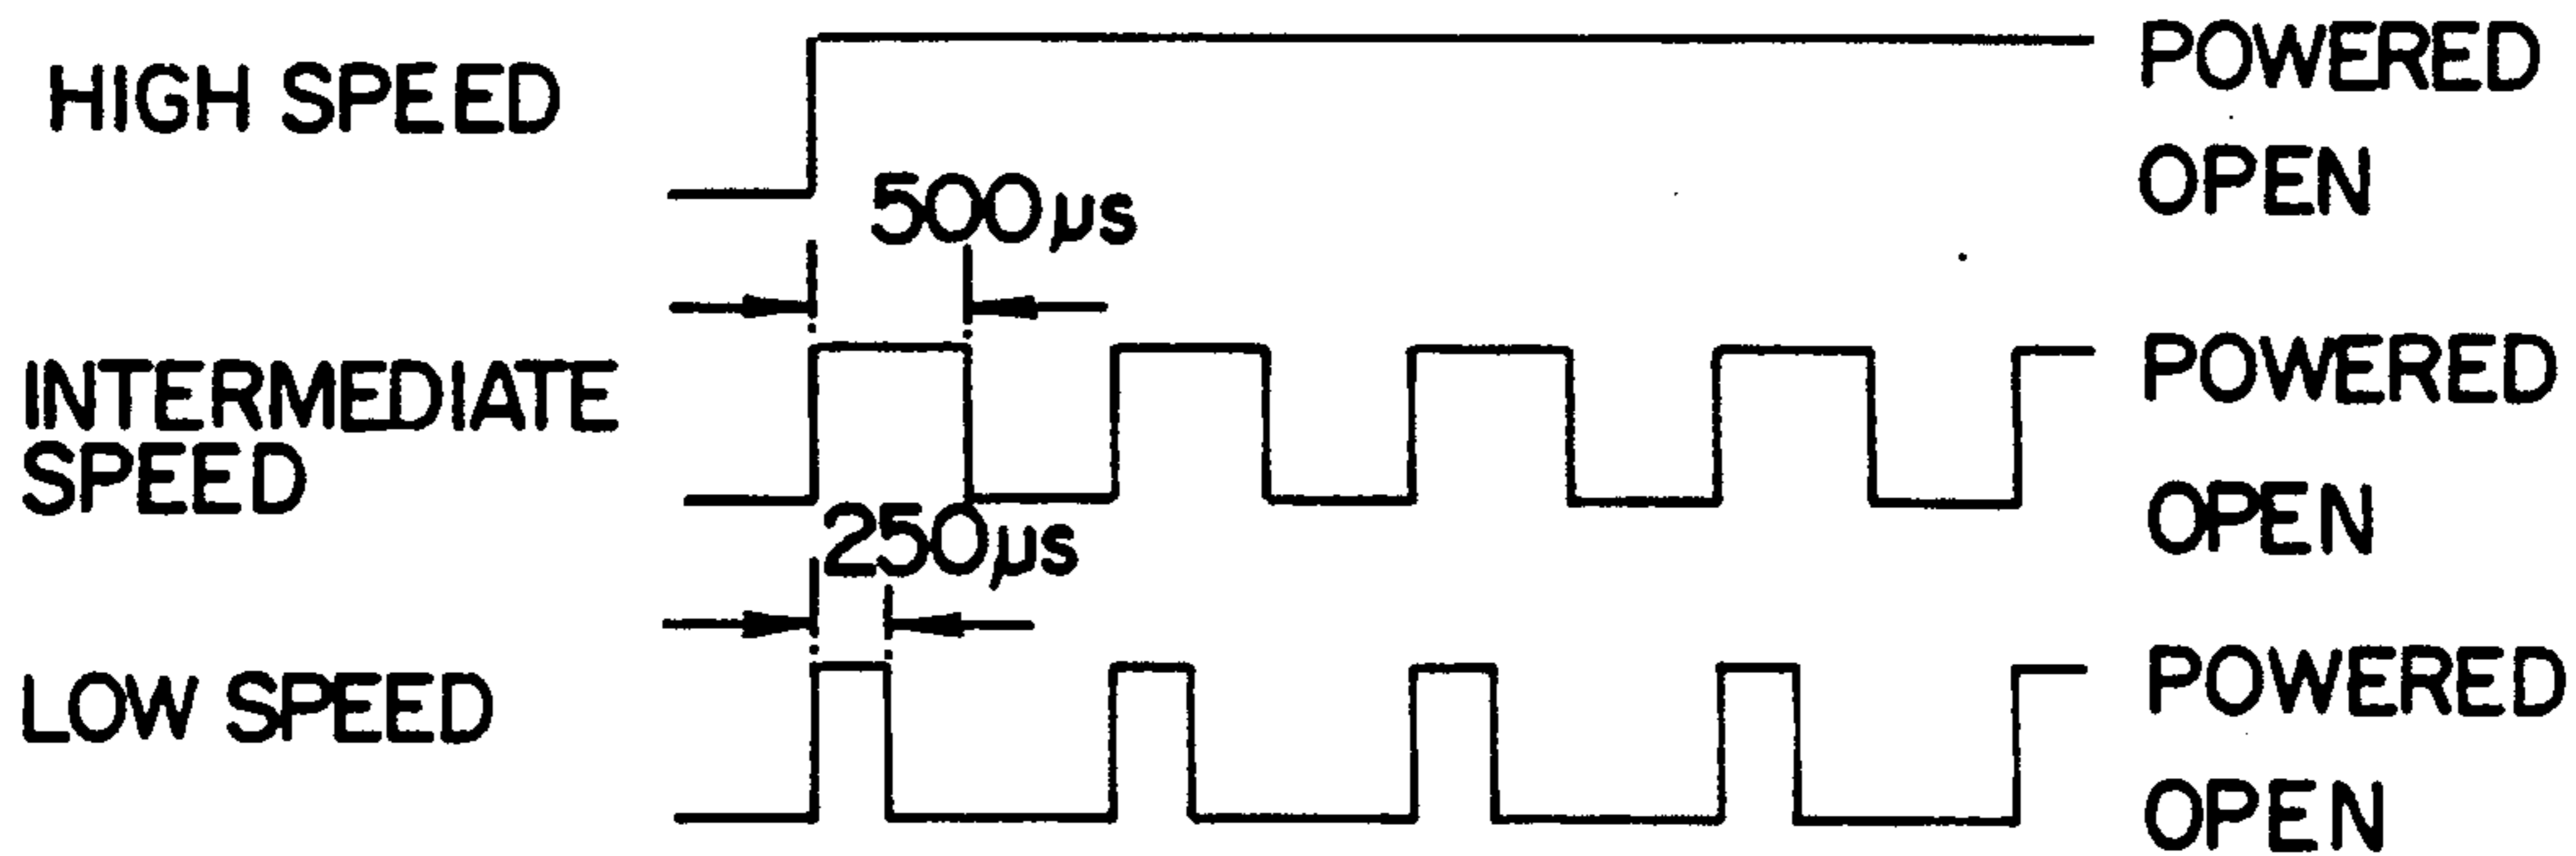 HIGH SPEED
POWERED
OPEN
500μs
INTERMEDIATE
SPEED
POWERED
OPEN
250μs
LOW SPEED
POWERED
OPEN